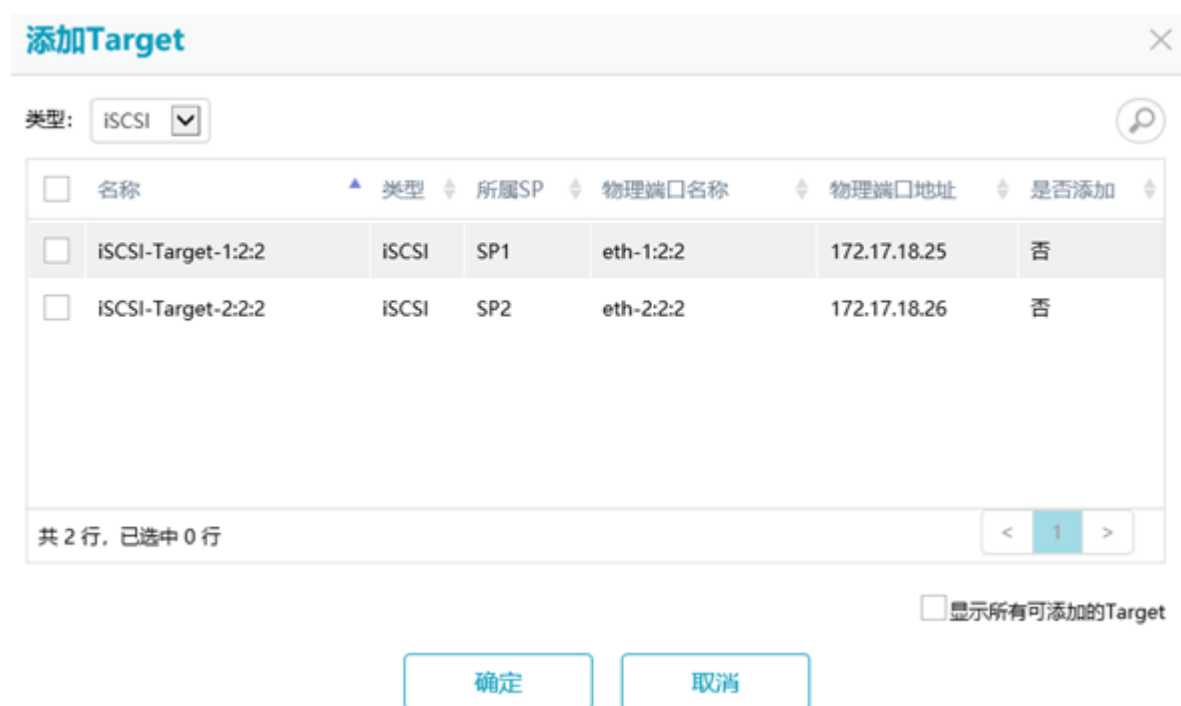 添加Target
类型: iSCSI
名称 类型 所属SP 物理端口名称 物理端口地址 是否添加
iSCSI-Target-1:2:2 iSCSI SP1 eth-1:2:2 172.17.18.25 否
iSCSI-Target-2:2:2 iSCSI SP2 eth-2:2:2 172.17.18.26 否
共 2 行, 已选中 0 行 < 1 >
显示所有可添加的Target
确定 取消